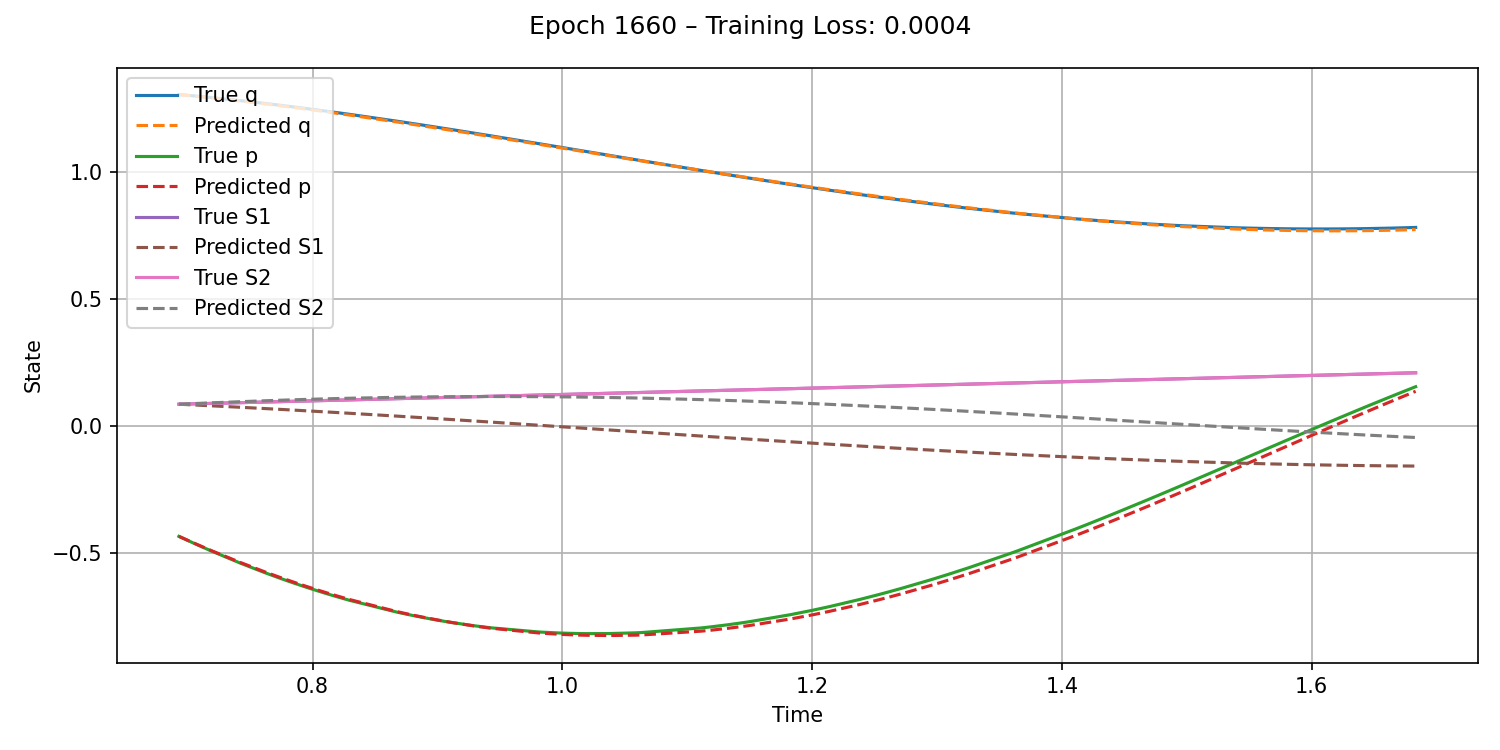 Epoch 1660 – Training Loss: 0.0004
True q
Predicted q
True p
Predicted p
True S1
Predicted S1
True S2
Predicted S2
1.0
0.5
0.0
−0.5
State
0.8
1.0
1.2
1.4
1.6
Time